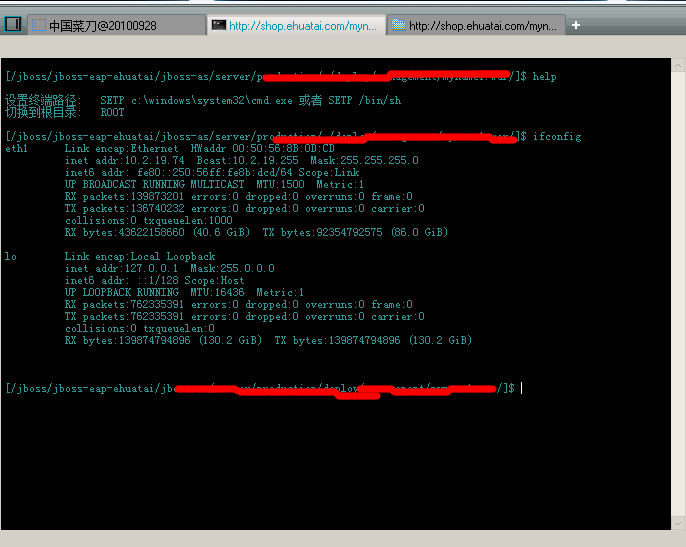 中国菜刀@20100928
http://shop.ehuatai.com/myn...
http://shop.ehuatai.com/myn...
+
[/jboss/jboss-eap-ehuatai/jboss-as/server/p /]$ help
设置终端路径: SETP c:\windows\system32\cmd.exe 或者 SETP /bin/sh
切换到根目录: ROOT
[/jboss/jboss-eap-ehuatai/jboss-as/server/pro /]$ ifconfig
eth1 Link encap:Ethernet HWaddr 00:50:56:8B:0D:CD
inet addr:10.2.19.74 Bcast:10.2.19.255 Mask:255.255.255.0
inet6 addr: fe80::250:56ff:fe8b:dcd/64 Scope:Link
UP BROADCAST RUNNING MULTICAST MTU:1500 Metric:1
RX packets:139873201 errors:0 dropped:0 overruns:0 frame:0
TX packets:136740232 errors:0 dropped:0 overruns:0 carrier:0
collisions:0 txqueuelen:1000
RX bytes:43622158660 (40.6 GiB) TX bytes:92354792575 (86.0 GiB)
lo Link encap:Local Loopback
inet addr:127.0.0.1 Mask:255.0.0.0
inet6 addr: ::1/128 Scope:Host
UP LOOPBACK RUNNING MTU:16436 Metric:1
RX packets:762335391 errors:0 dropped:0 overruns:0 frame:0
TX packets:762335391 errors:0 dropped:0 overruns:0 carrier:0
collisions:0 txqueuelen:0
RX bytes:139874794896 (130.2 GiB) TX bytes:139874794896 (130.2 GiB)
[/jboss/jboss-eap-ehuatai/jb /]$